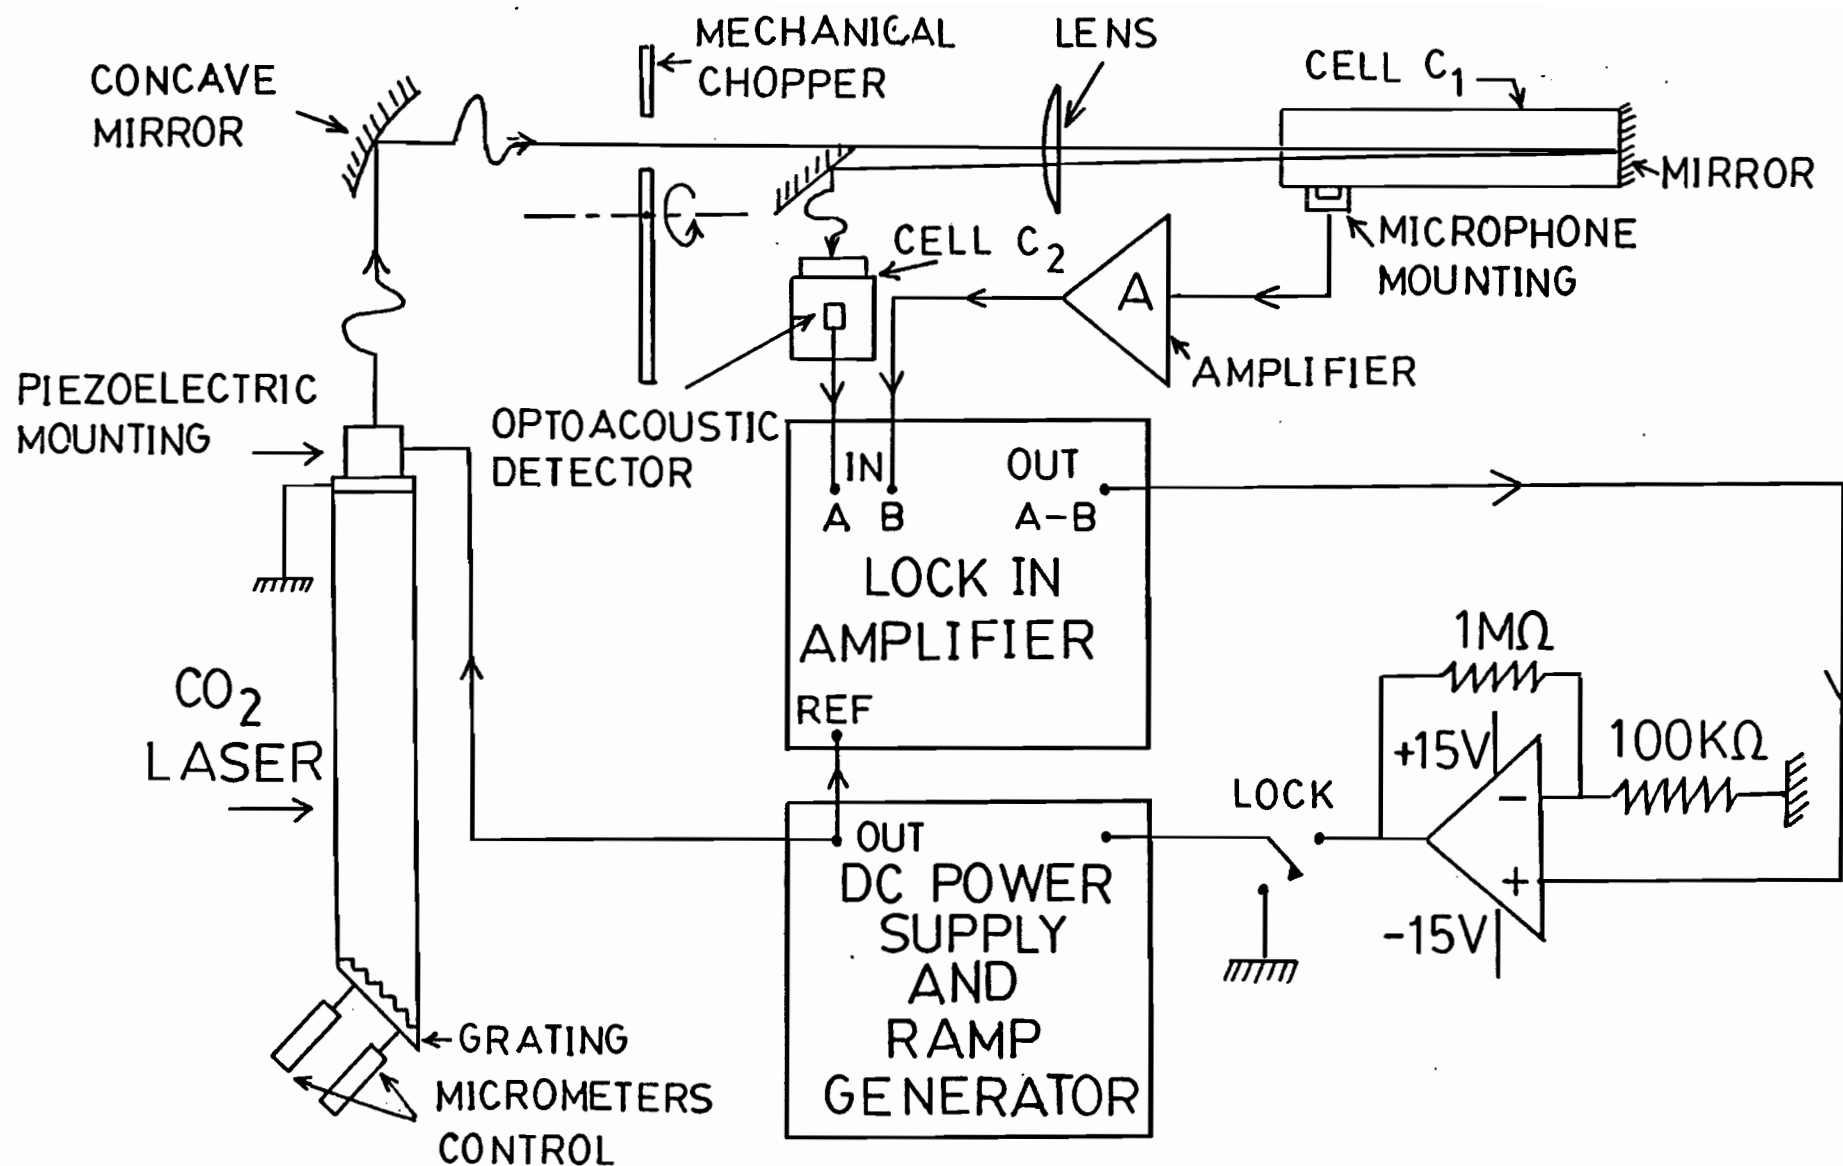 MECHANICAL
CHOPPER
LENS
CELL C1
CONCAVE
MIRROR
MIRROR
MICROPHONE
MOUNTING
CELL C2
A
AMPLIFIER
PIEZOELECTRIC
MOUNTING
OPTOACOUSTIC
DETECTOR
IN
OUT
A B
A-B
LOCK IN
AMPLIFIER
REF
CO2
LASER
1MΩ
+15V
100KΩ
-
+
-15V
LOCK
OUT
DC POWER
SUPPLY
AND
RAMP
GENERATOR
GRATING
MICROMETERS
CONTROL